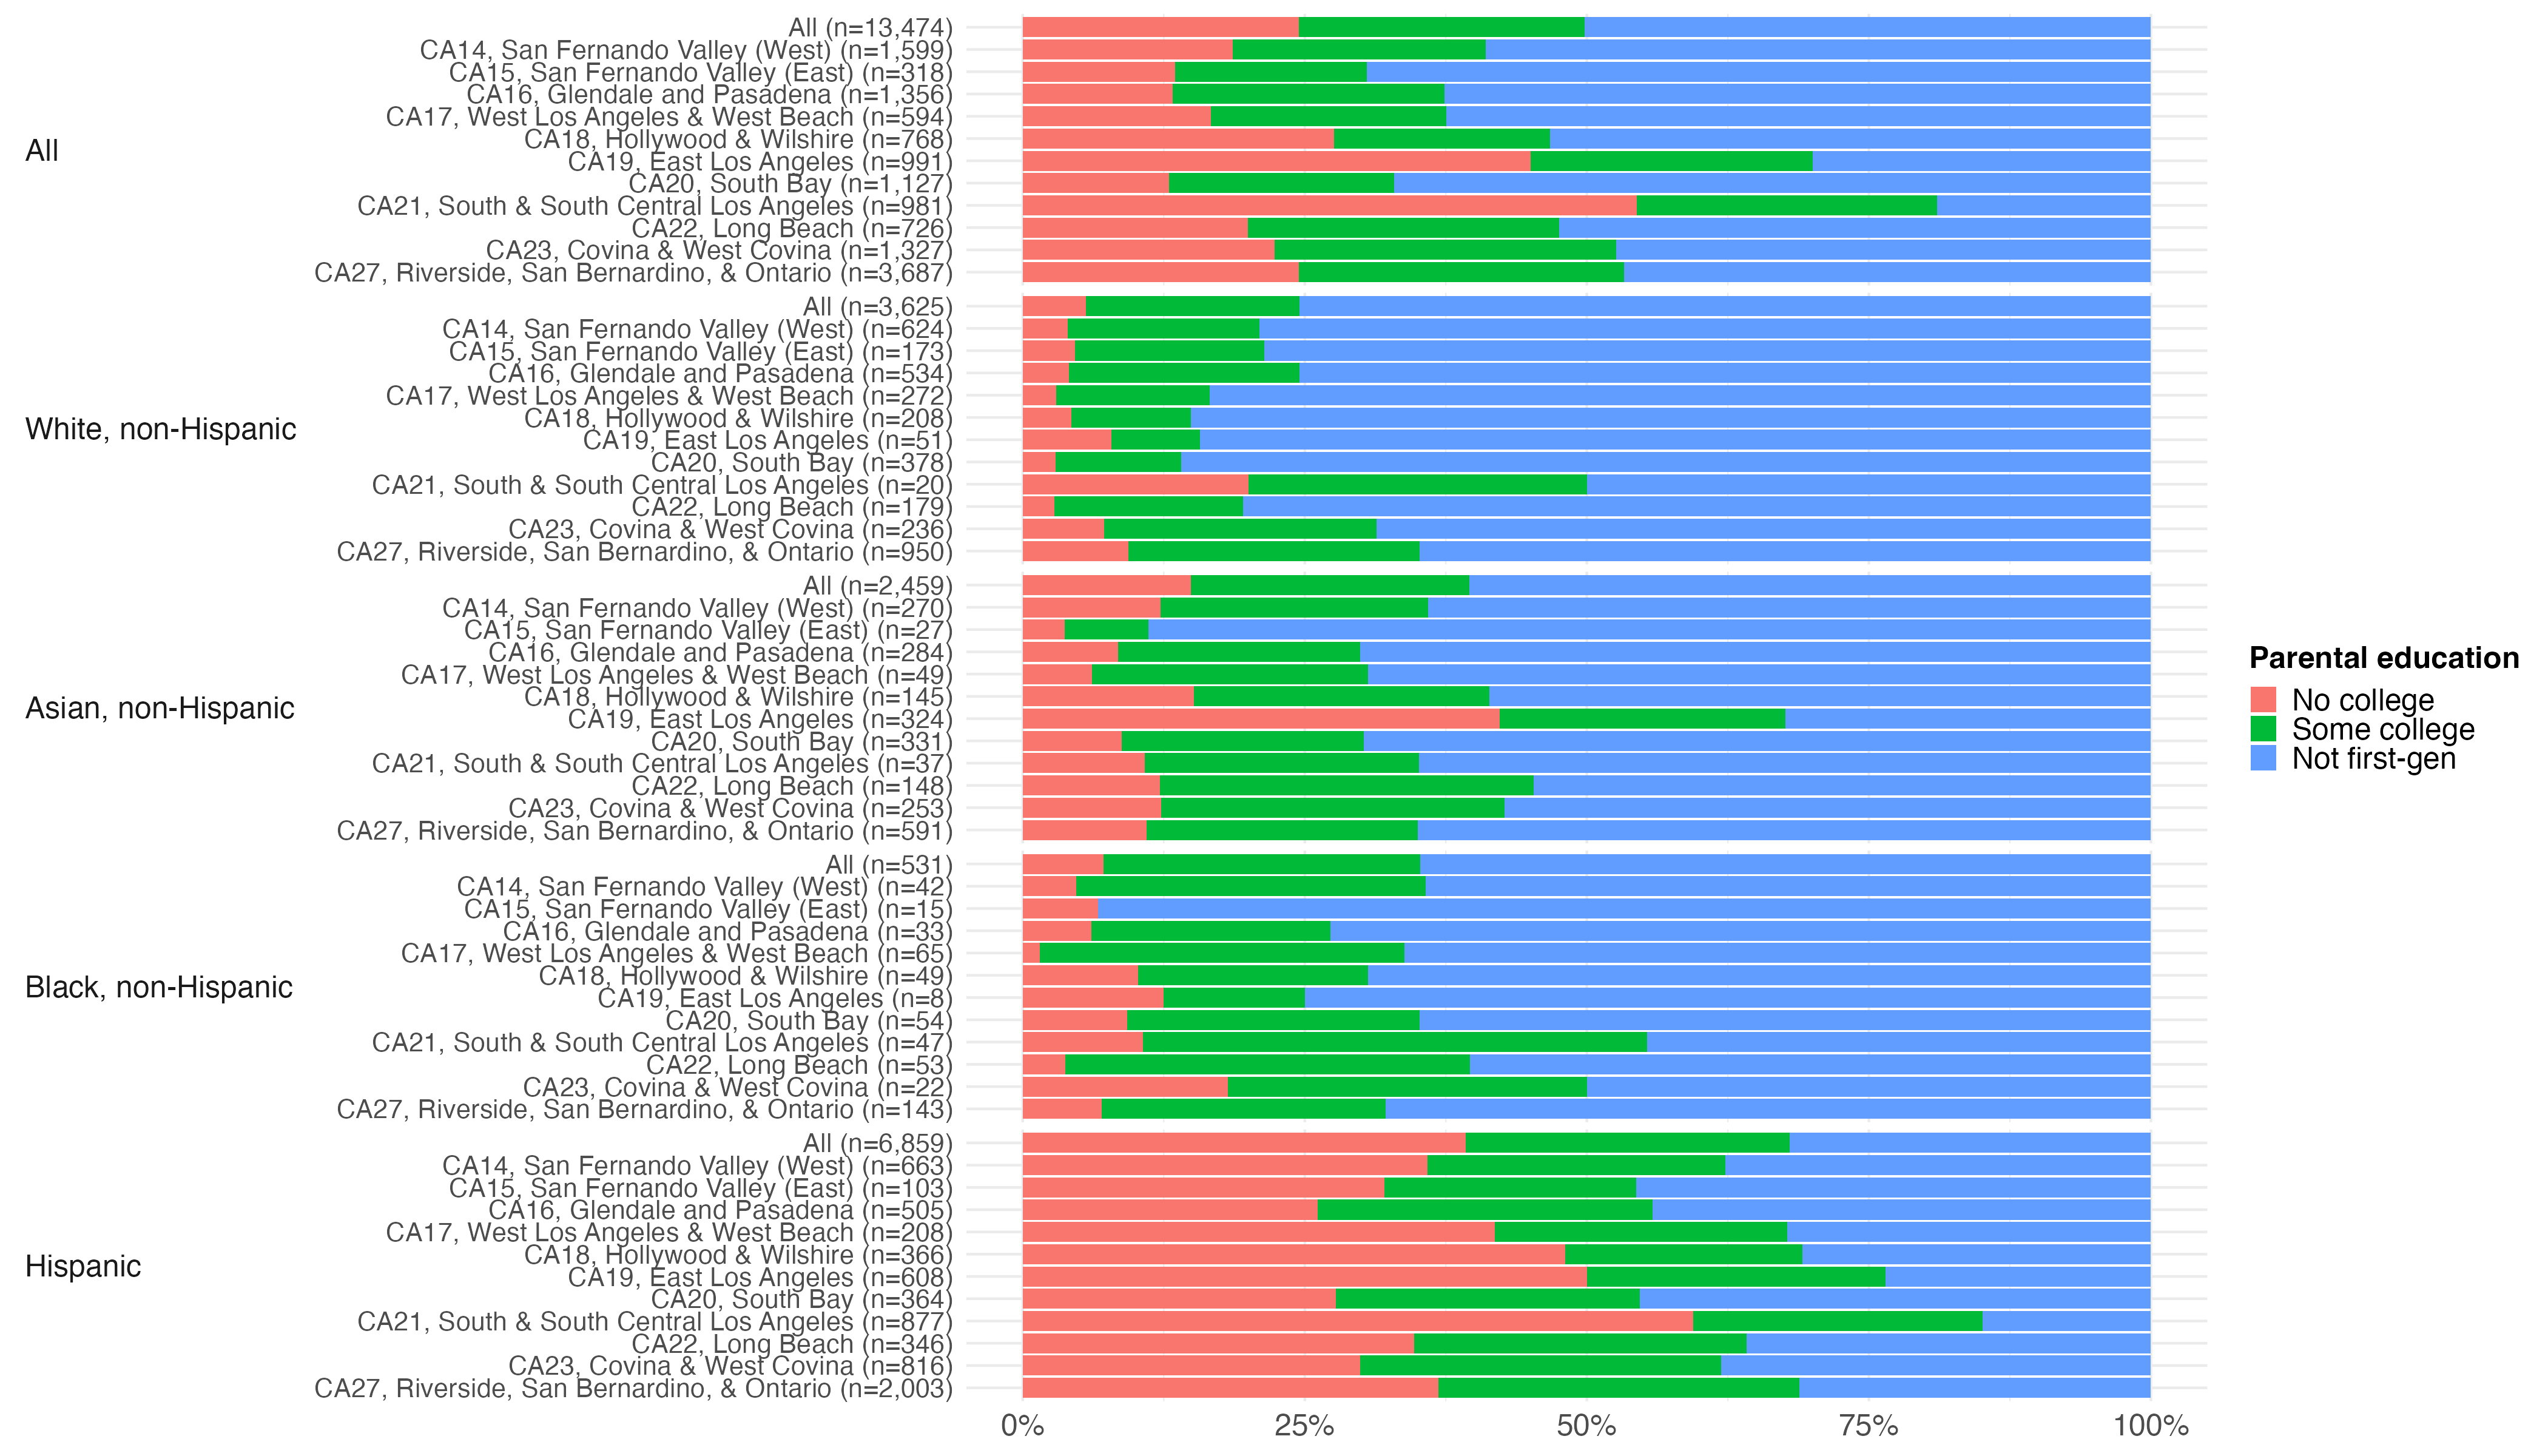 All
All (n=13,474)
CA14, San Fernando Valley (West) (n=1,599)
CA15, San Fernando Valley (East) (n=318)
CA16, Glendale and Pasadena (n=1,356)
CA17, West Los Angeles & West Beach (n=594)
CA18, Hollywood & Wilshire (n=768)
CA19, East Los Angeles (n=991)
CA20, South Bay (n=1,127)
CA21, South & South Central Los Angeles (n=981)
CA22, Long Beach (n=726)
CA23, Covina & West Covina (n=1,327)
CA27, Riverside, San Bernardino, & Ontario (n=3,687)
White, non-Hispanic
All (n=3,625)
CA14, San Fernando Valley (West) (n=624)
CA15, San Fernando Valley (East) (n=173)
CA16, Glendale and Pasadena (n=534)
CA17, West Los Angeles & West Beach (n=272)
CA18, Hollywood & Wilshire (n=208)
CA19, East Los Angeles (n=51)
CA20, South Bay (n=378)
CA21, South & South Central Los Angeles (n=20)
CA22, Long Beach (n=179)
CA23, Covina & West Covina (n=236)
CA27, Riverside, San Bernardino, & Ontario (n=950)
Asian, non-Hispanic
All (n=2,459)
CA14, San Fernando Valley (West) (n=270)
CA15, San Fernando Valley (East) (n=27)
CA16, Glendale and Pasadena (n=284)
CA17, West Los Angeles & West Beach (n=49)
CA18, Hollywood & Wilshire (n=145)
CA19, East Los Angeles (n=324)
CA20, South Bay (n=331)
CA21, South & South Central Los Angeles (n=37)
CA22, Long Beach (n=148)
CA23, Covina & West Covina (n=253)
CA27, Riverside, San Bernardino, & Ontario (n=591)
Black, non-Hispanic
All (n=531)
CA14, San Fernando Valley (West) (n=42)
CA15, San Fernando Valley (East) (n=15)
CA16, Glendale and Pasadena (n=33)
CA17, West Los Angeles & West Beach (n=65)
CA18, Hollywood & Wilshire (n=49)
CA19, East Los Angeles (n=8)
CA20, South Bay (n=54)
CA21, South & South Central Los Angeles (n=47)
CA22, Long Beach (n=53)
CA23, Covina & West Covina (n=22)
CA27, Riverside, San Bernardino, & Ontario (n=143)
Hispanic
All (n=6,859)
CA14, San Fernando Valley (West) (n=663)
CA15, San Fernando Valley (East) (n=103)
CA16, Glendale and Pasadena (n=505)
CA17, West Los Angeles & West Beach (n=208)
CA18, Hollywood & Wilshire (n=366)
CA19, East Los Angeles (n=608)
CA20, South Bay (n=364)
CA21, South & South Central Los Angeles (n=877)
CA22, Long Beach (n=346)
CA23, Covina & West Covina (n=816)
CA27, Riverside, San Bernardino, & Ontario (n=2,003)
0% 25% 50% 75% 100%
Parental education
No college
Some college
Not first-gen